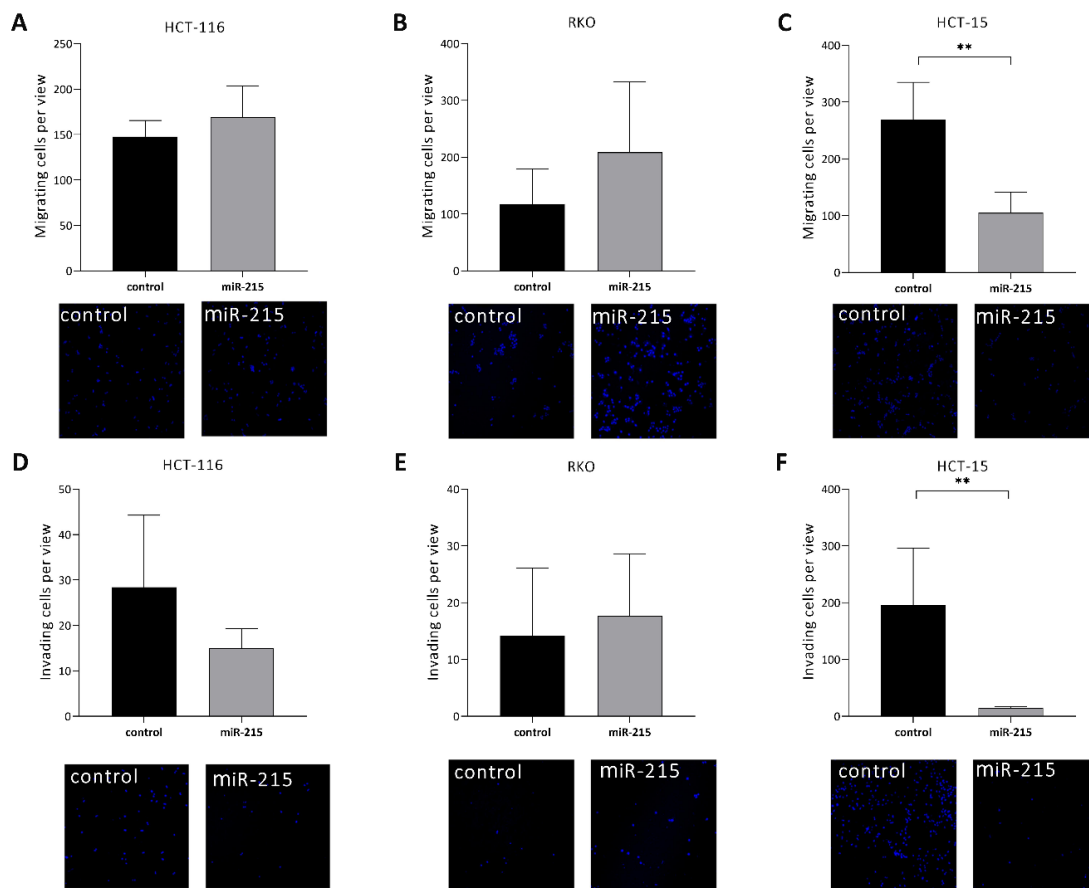 A
HCT-116
Migrating cells per view
250
200
150
100
50
0
control
miR-215
control
miR-215
B
RKO
Migrating cells per view
400
300
200
100
0
control
miR-215
control
miR-215
C
HCT-15
**
Migrating cells per view
400
300
200
100
0
control
miR-215
control
miR-215
D
HCT-116
Invading cells per view
50
40
30
20
10
0
control
miR-215
control
miR-215
E
RKO
Invading cells per view
40
30
20
10
0
control
miR-215
control
miR-215
F
HCT-15
**
Invading cells per view
400
300
200
100
0
control
miR-215
control
miR-215